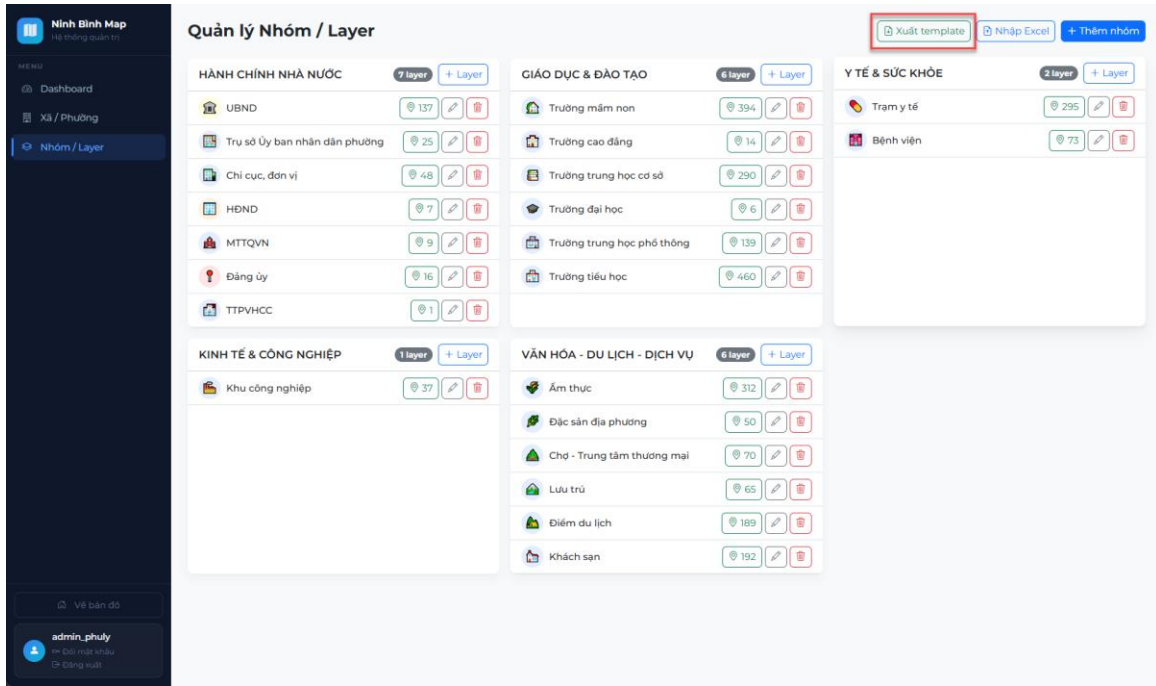 Ninh Bình Map
Hệ thống quản trị
MENU
Dashboard
Xã / Phường
Nhóm / Layer
Về bản đồ
admin_phuly
Đổi mật khẩu
Đăng xuất
Quản lý Nhóm / Layer
Xuất template
Nhập Excel
+ Thêm nhóm
HÀNH CHÍNH NHÀ NƯỚC 7 layer + Layer
UBND 137
Trụ sở Ủy ban nhân dân phường 25
Chi cục, đơn vị 48
HĐND 7
MTTQVN 9
Đảng ủy 16
TTPVHCC 1
GIÁO DỤC & ĐÀO TẠO 6 layer + Layer
Trường mầm non 394
Trường cao đẳng 14
Trường trung học cơ sở 290
Trường đại học 6
Trường trung học phổ thông 139
Trường tiểu học 460
Y TẾ & SỨC KHỎE 2 layer + Layer
Trạm y tế 295
Bệnh viện 73
KINH TẾ & CÔNG NGHIỆP 1 layer + Layer
Khu công nghiệp 37
VĂN HÓA - DU LỊCH - DỊCH VỤ 6 layer + Layer
Ẩm thực 312
Đặc sản địa phương 50
Chợ - Trung tâm thương mại 70
Lưu trú 65
Điểm du lịch 189
Khách sạn 192